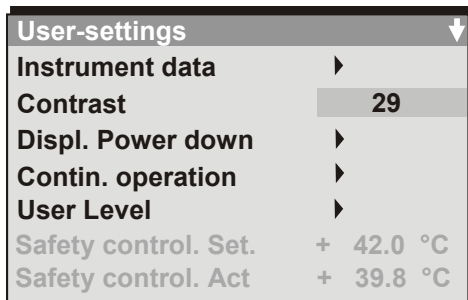 User-settings
Instrument data
Contrast 29
Displ. Power down
Contin. operation
User Level
Safety control. Set. + 42.0 °C
Safety control. Act + 39.8 °C